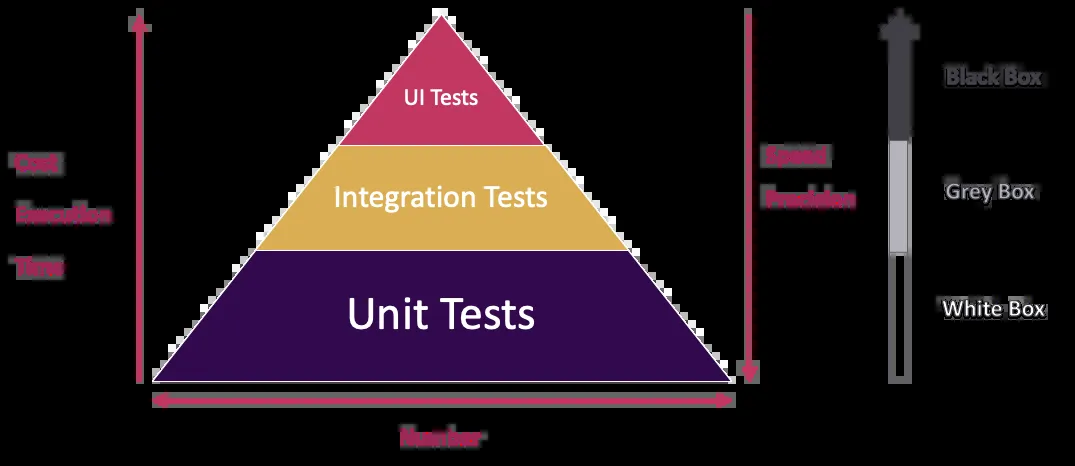 UI Tests
Integration Tests
Unit Tests
Cost
Execution
Time
Speed
Precision
Number
Black Box
Grey Box
White Box